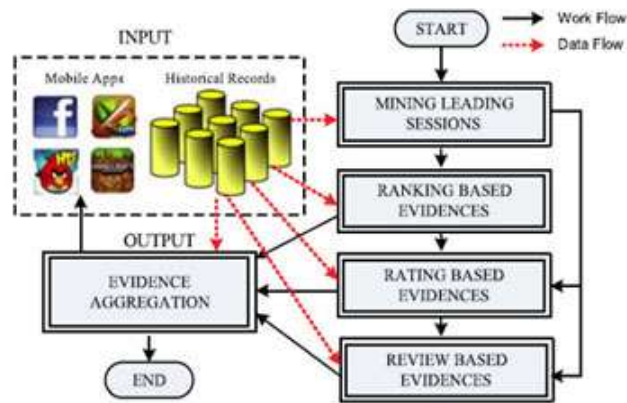 INPUT
START
Work Flow
Data Flow
Mobile Apps
Historical Records
f
MINING LEADING
SESSIONS
RANKING BASED
EVIDENCES
OUTPUT
EVIDENCE
AGGREGATION
RATING BASED
EVIDENCES
REVIEW BASED
EVIDENCES
END